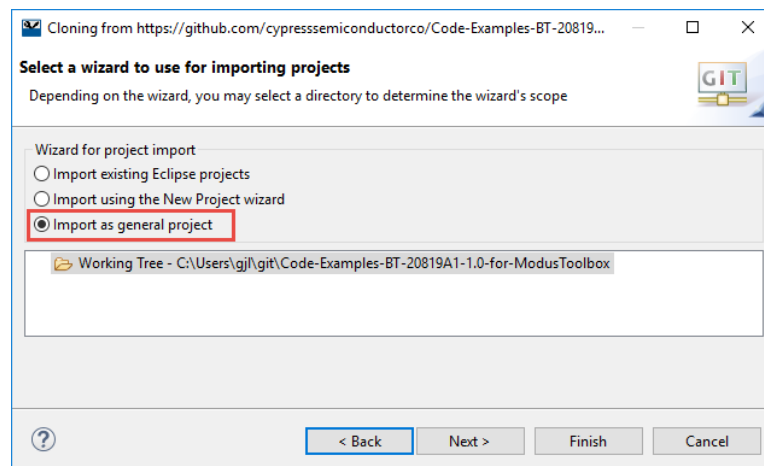 Cloning from https://github.com/cypresssemiconductorco/Code-Examples-BT-20819...
Select a wizard to use for importing projects
Depending on the wizard, you may select a directory to determine the wizard's scope
GIT
Wizard for project import
Import existing Eclipse projects
Import using the New Project wizard
Import as general project
Working Tree - C:\Users\gjl\git\Code-Examples-BT-20819A1-1.0-for-ModusToolbox
?
< Back Next > Finish Cancel